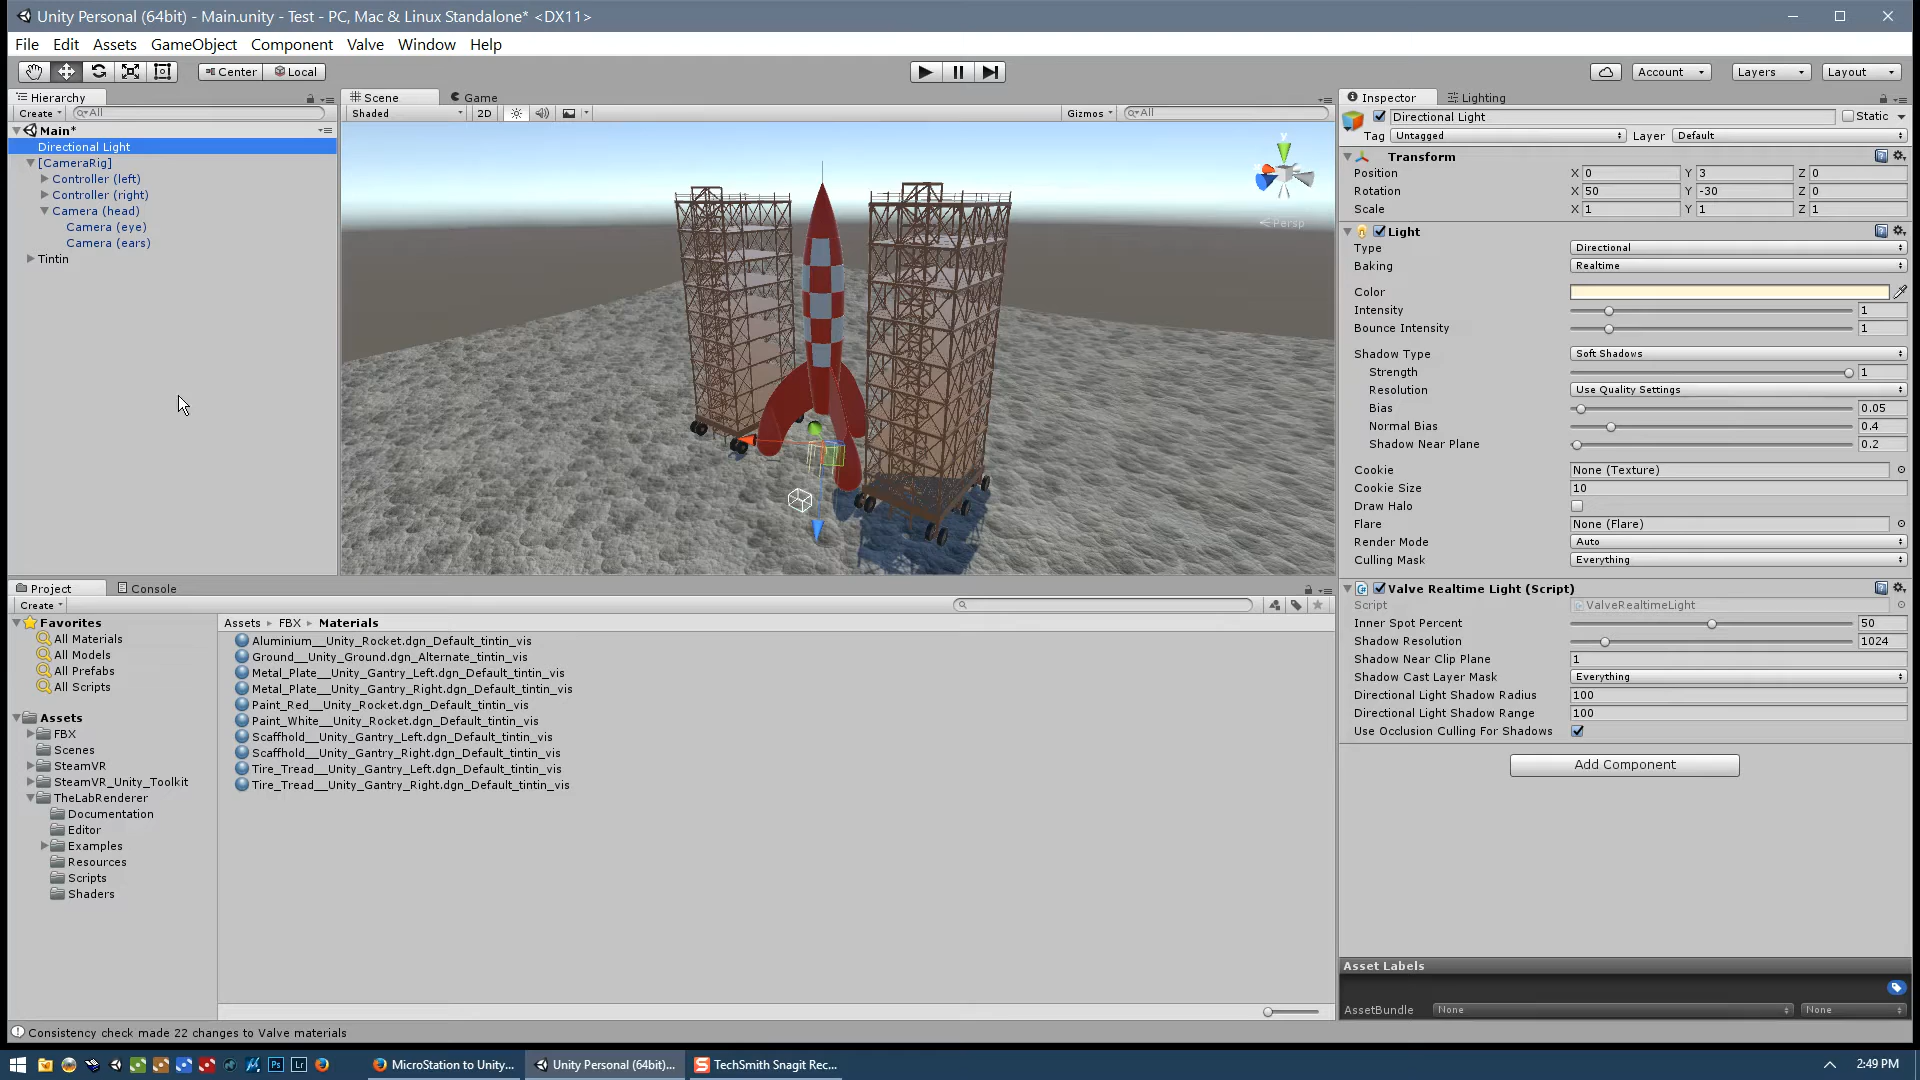 Unity Personal (64bit) - Main.unity - Test - PC, Mac & Linux Standalone* <DX11>
File Edit Assets GameObject Component Valve Window Help
Center Local Account Layers Layout
Hierarchy Scene Game Inspector Lighting
Create All Shaded 2D Gizmos All Directional Light Static
Tag Untagged Layer Default
Main*
Directional Light
[CameraRig]
Controller (left)
Controller (right)
Camera (head)
Camera (eye)
Camera (ears)
Tintin
y
Persp
Transform
Position X 0 Y 3 Z 0
Rotation X 50 Y -30 Z 0
Scale X 1 Y 1 Z 1
Light
Type Directional
Baking Realtime
Color
Intensity 1
Bounce Intensity 1
Shadow Type Soft Shadows
Strength 1
Resolution Use Quality Settings
Bias 0.05
Normal Bias 0.4
Shadow Near Plane 0.2
Cookie None (Texture)
Cookie Size 10
Draw Halo
Flare None (Flare)
Render Mode Auto
Culling Mask Everything
Valve Realtime Light (Script)
Script ValveRealtimeLight
Inner Spot Percent 50
Shadow Resolution 1024
Shadow Near Clip Plane 1
Shadow Cast Layer Mask Everything
Directional Light Shadow Radius 100
Directional Light Shadow Range 100
Use Occlusion Culling For Shadows
Add Component
Asset Labels
AssetBundle None None
Project Console
Create
Favorites
All Materials
All Models
All Prefabs
All Scripts
Assets
FBX
Scenes
SteamVR
SteamVR_Unity_Toolkit
TheLabRenderer
Documentation
Editor
Examples
Resources
Scripts
Shaders
Assets FBX Materials
Aluminium__Unity_Rocket.dgn_Default_tintin_vis
Ground__Unity_Ground.dgn_Alternate_tintin_vis
Metal_Plate__Unity_Gantry_Left.dgn_Default_tintin_vis
Metal_Plate__Unity_Gantry_Right.dgn_Default_tintin_vis
Paint_Red__Unity_Rocket.dgn_Default_tintin_vis
Paint_White__Unity_Rocket.dgn_Default_tintin_vis
Scaffhold__Unity_Gantry_Left.dgn_Default_tintin_vis
Scaffhold__Unity_Gantry_Right.dgn_Default_tintin_vis
Tire_Tread__Unity_Gantry_Left.dgn_Default_tintin_vis
Tire_Tread__Unity_Gantry_Right.dgn_Default_tintin_vis
Consistency check made 22 changes to Valve materials
Ps Lr MicroStation to Unity... Unity Personal (64bit)... S TechSmith Snagit Rec... 2:49 PM